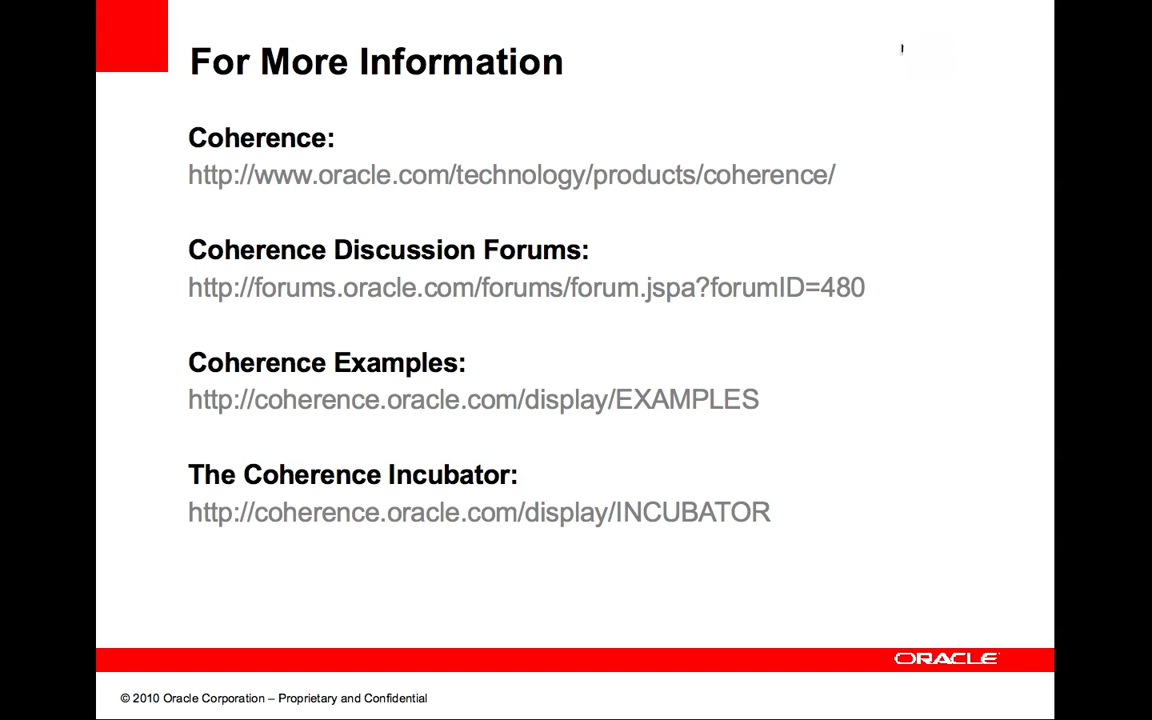 For More Information
Coherence:
http://www.oracle.com/technology/products/coherence/
Coherence Discussion Forums:
http://forums.oracle.com/forums/forum.jspa?forumID=480
Coherence Examples:
http://coherence.oracle.com/display/EXAMPLES
The Coherence Incubator:
http://coherence.oracle.com/display/INCUBATOR
ORACLE
© 2010 Oracle Corporation – Proprietary and Confidential